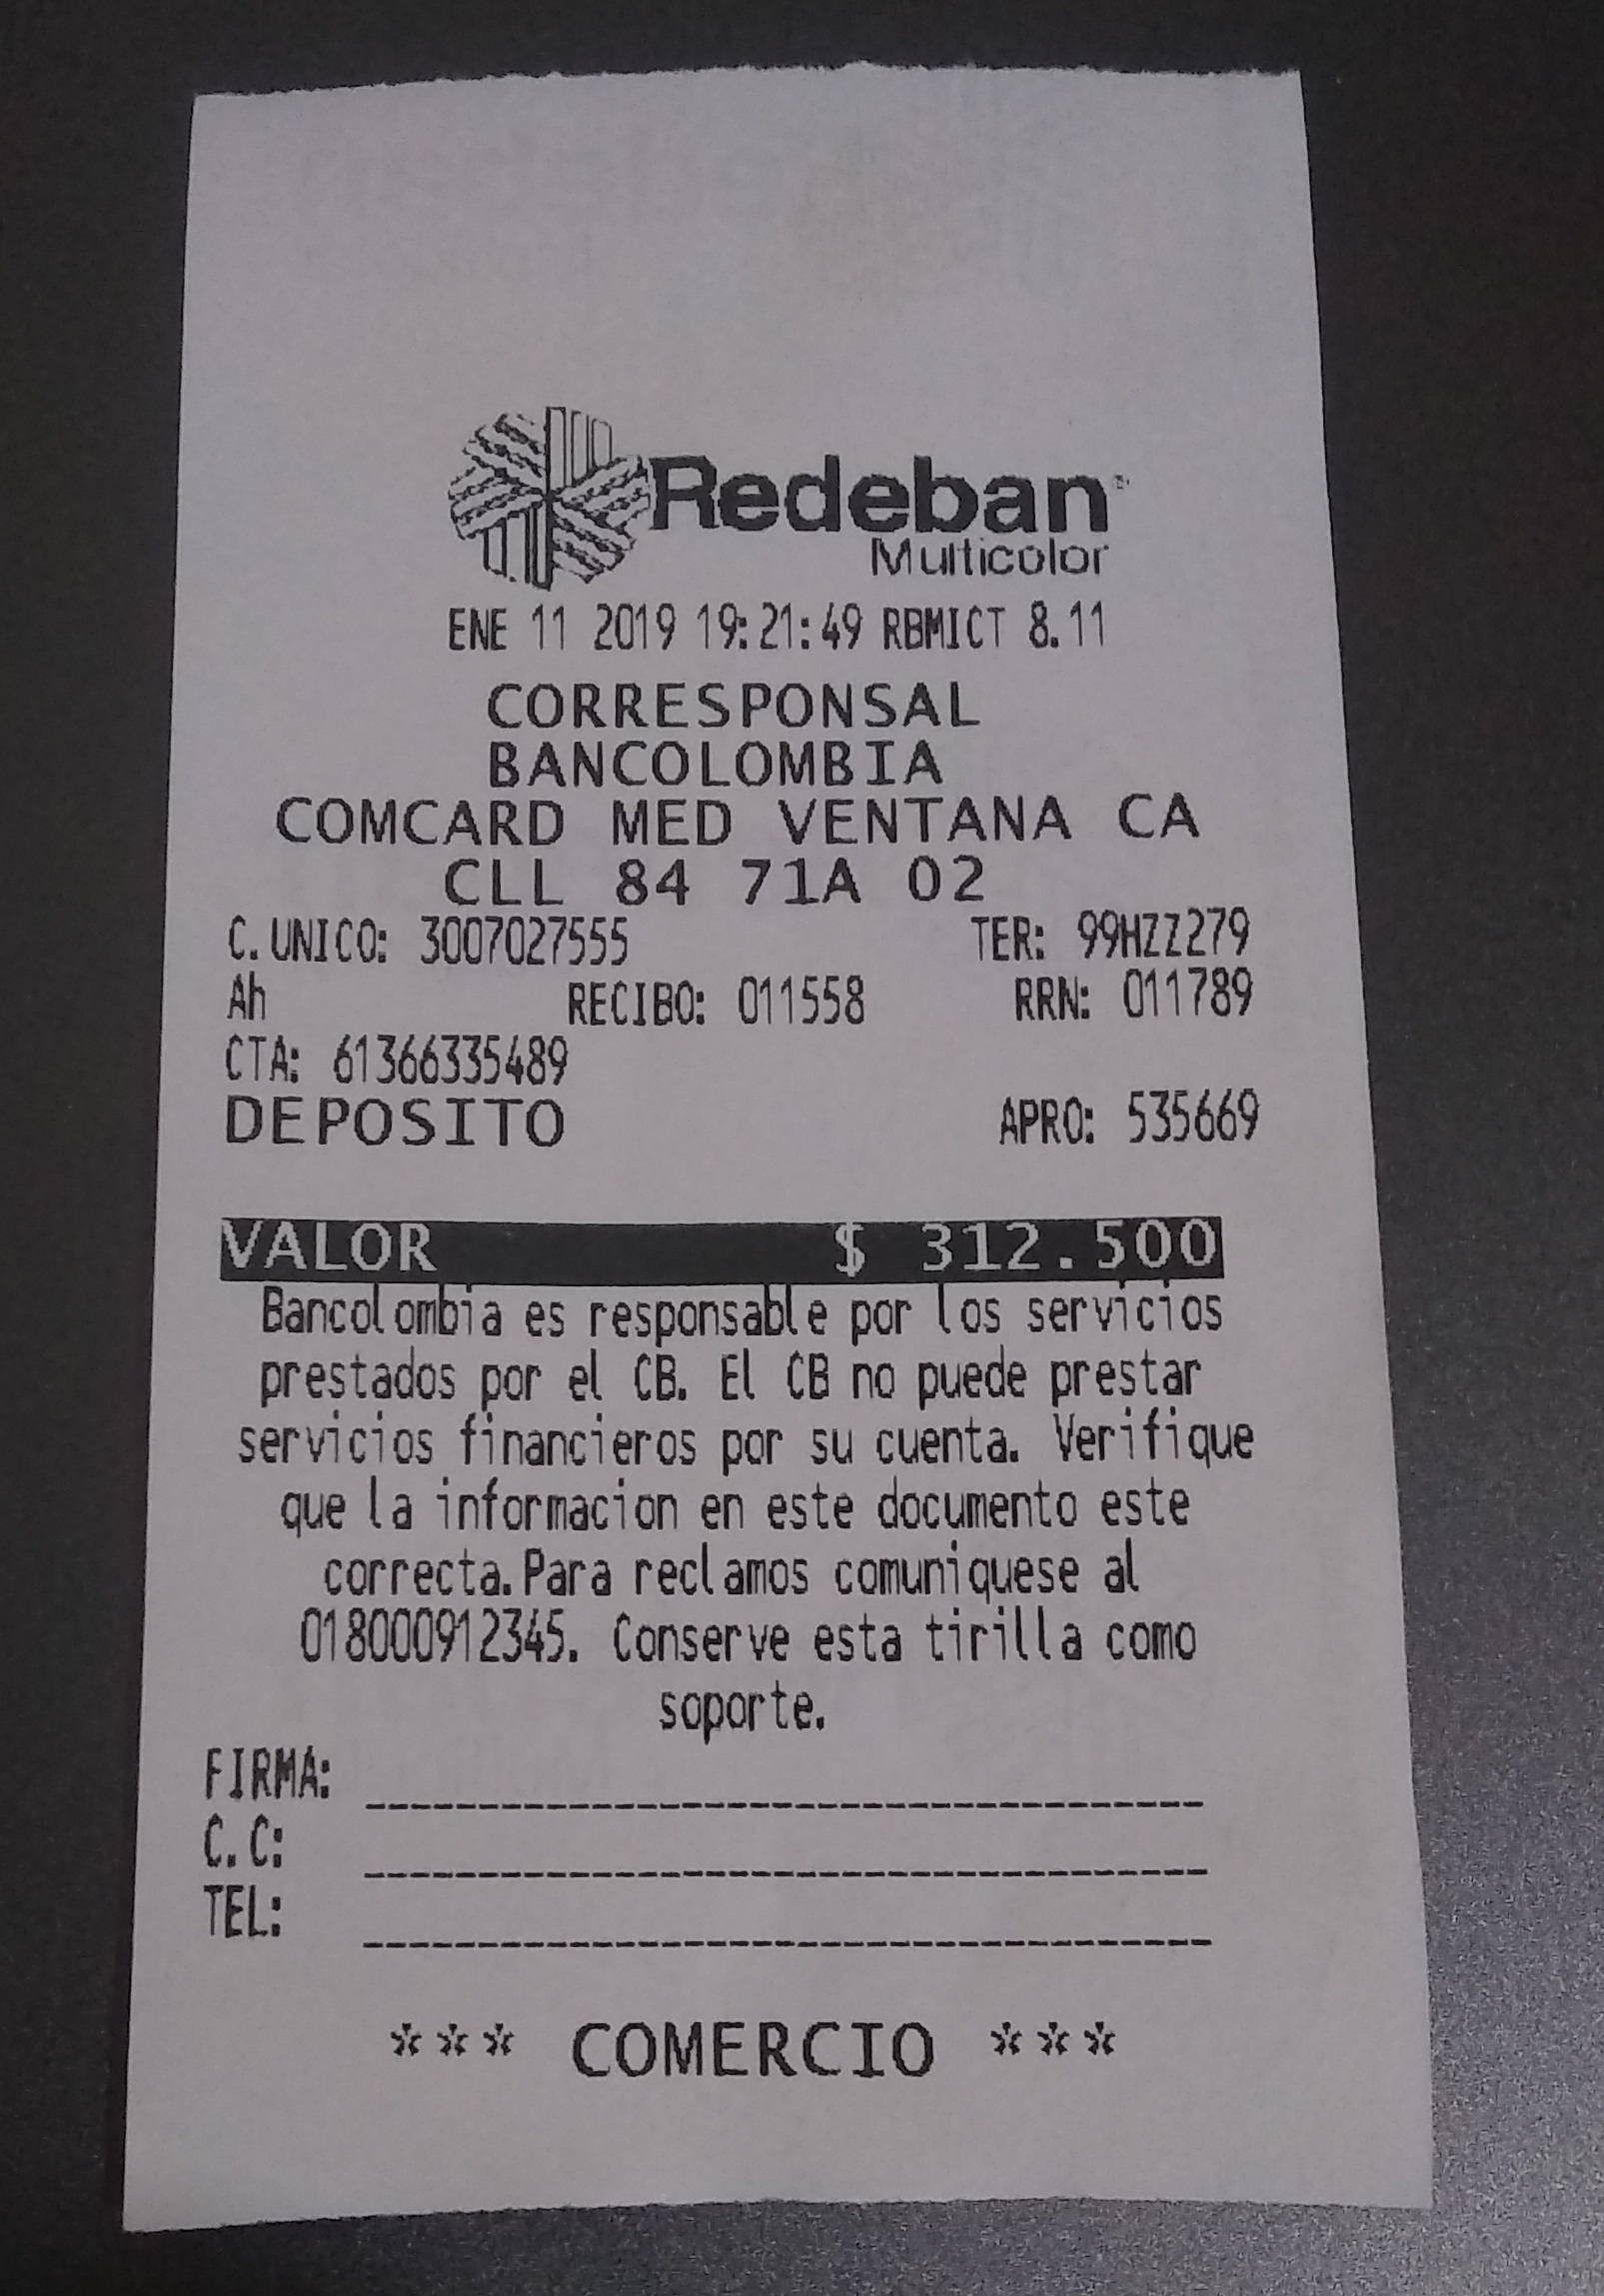 Redeban®
Multicolor
ENE 11 2019 19:21:49 RBMICT 8.11
CORRESPONSAL
BANCOLOMBIA
COMCARD MED VENTANA CA
CLL 84 71A 02
C.UNICO: 3007027555 TER: 99HZZ279
Ah RECIBO: 011558 RRN: 011789
CTA: 61366335489
DEPOSITO APRO: 535669
VALOR $ 312.500
Bancolombia es responsable por los servicios
prestados por el CB. El CB no puede prestar
servicios financieros por su cuenta. Verifique
que la informacion en este documento este
correcta.Para reclamos comuniquese al
018000912345. Conserve esta tirilla como
soporte.
FIRMA: ______________________
C.C: ______________________
TEL: ______________________
*** COMERCIO ***